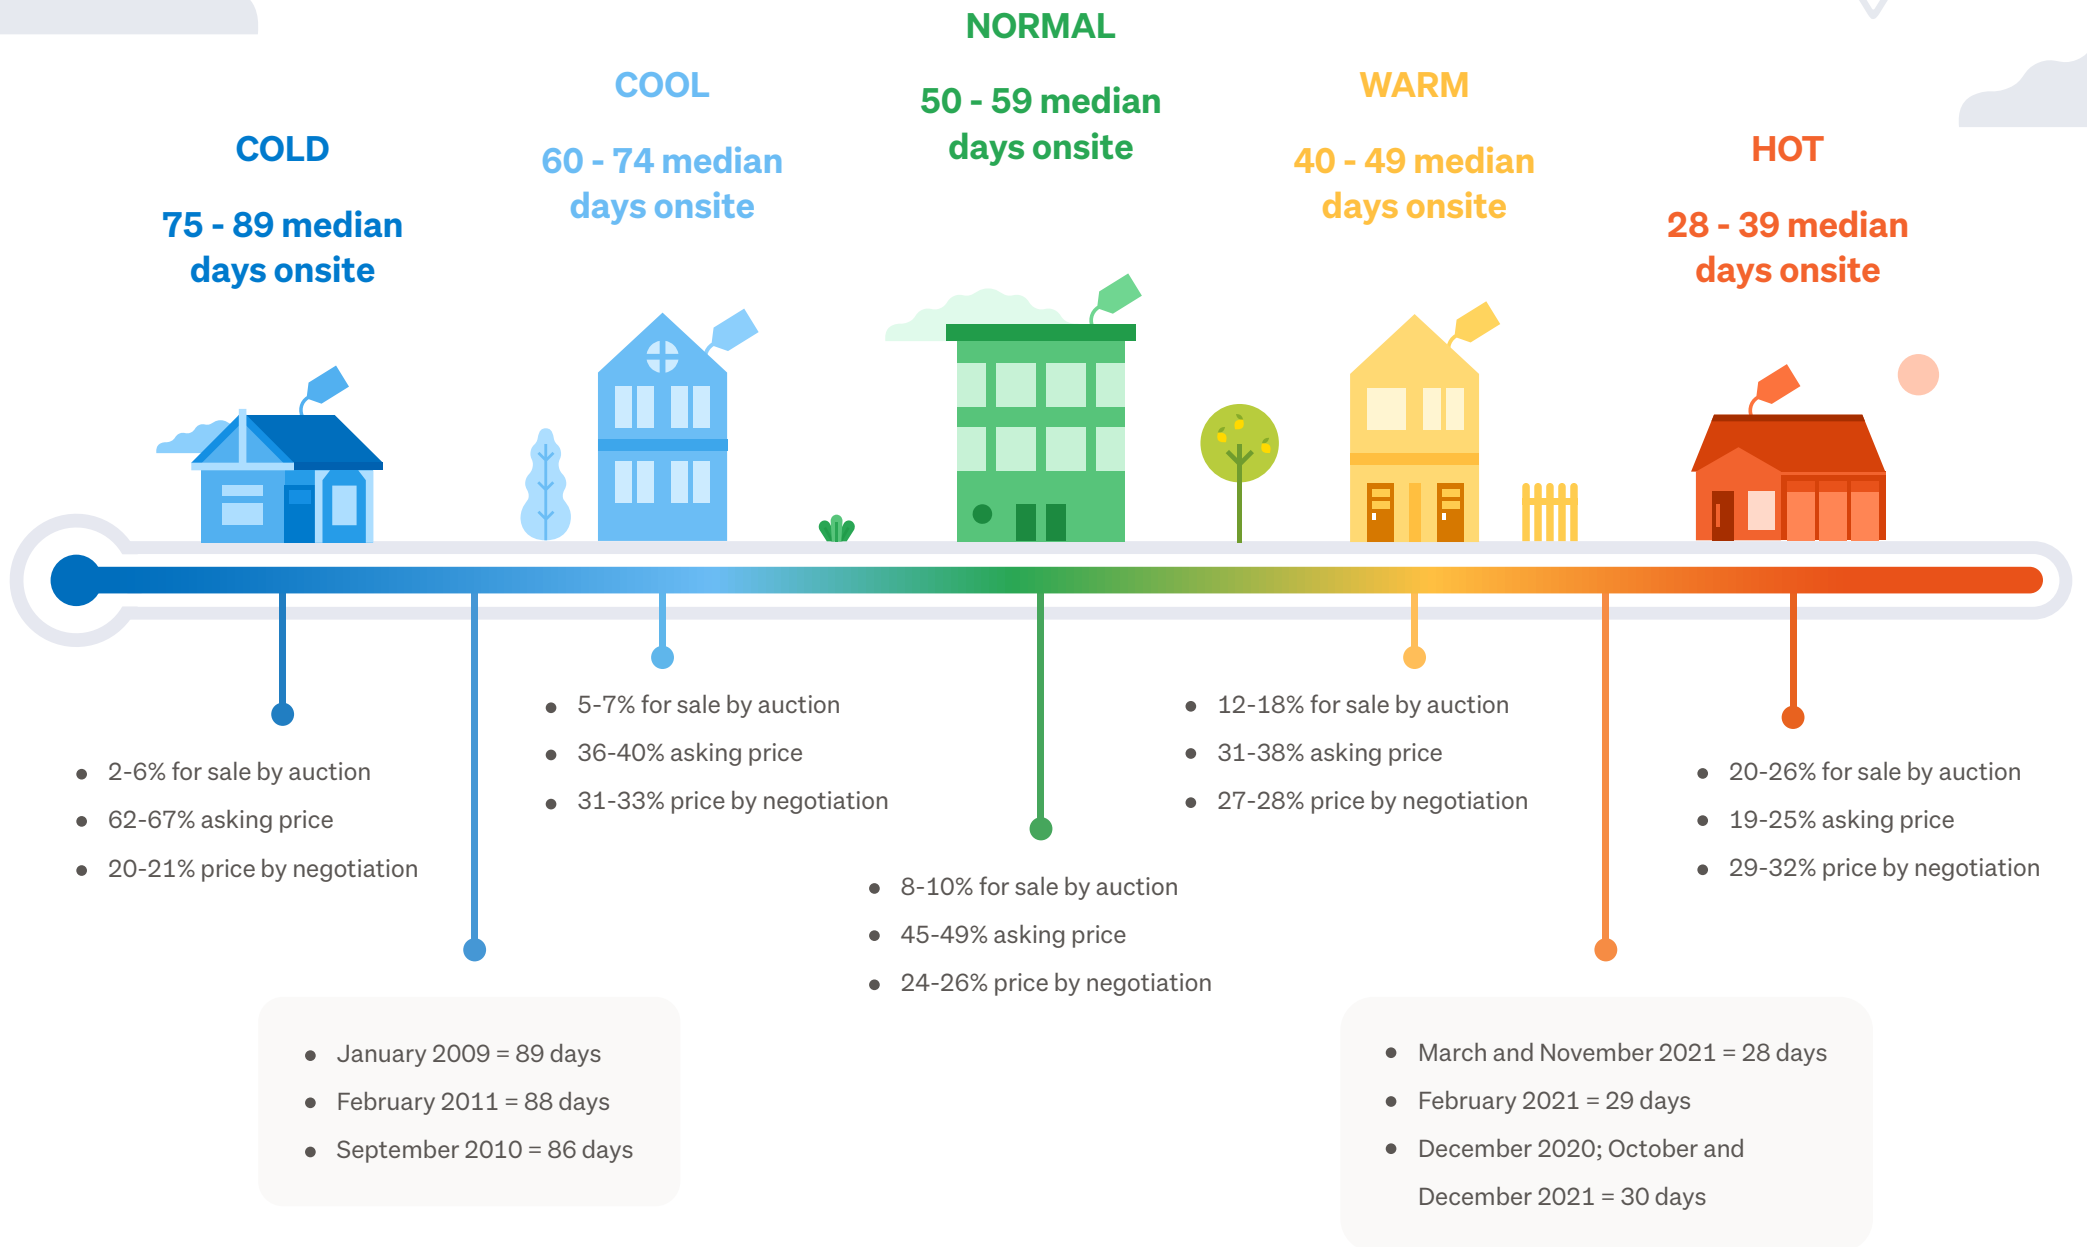 NORMAL
50 - 59 median
days onsite
COOL
60 - 74 median
days onsite
WARM
40 - 49 median
days onsite
COLD
75 - 89 median
days onsite
HOT
28 - 39 median
days onsite
2-6% for sale by auction
62-67% asking price
20-21% price by negotiation
5-7% for sale by auction
36-40% asking price
31-33% price by negotiation
8-10% for sale by auction
45-49% asking price
24-26% price by negotiation
12-18% for sale by auction
31-38% asking price
27-28% price by negotiation
20-26% for sale by auction
19-25% asking price
29-32% price by negotiation
January 2009 = 89 days
February 2011 = 88 days
September 2010 = 86 days
March and November 2021 = 28 days
February 2021 = 29 days
December 2020; October and
December 2021 = 30 days